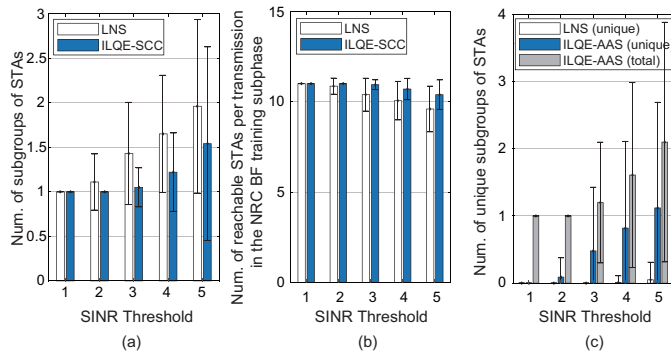 Num. of subgroups of STAs
3
2.5
2
1.5
1
0.5
0
LNS
ILQE-SCC
1 2 3 4 5
SINR Threshold
(a)
Num. of reachable STAs per transmission
in the NRC BF training subphase
15
10
5
0
LNS
ILQE-SCC
1 2 3 4 5
SINR Threshold
(b)
Num. of unique subgroups of STAs
4
3
2
1
0
LNS (unique)
ILQE-AAS (unique
ILQE-AAS (total)
1 2 3 4 5
SINR Threshold
(c)